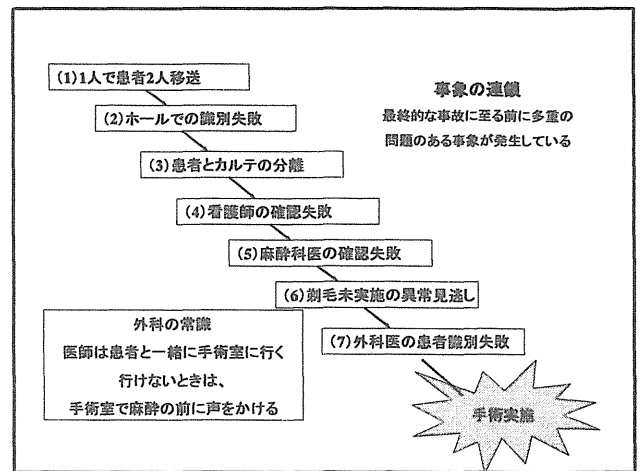 (1)1人で患者2人移送
事象の連鎖
最終的な事故に至る前に多重の
問題のある事象が発生している
(2)ホールでの識別失敗
(3)患者とカルテの分離
(4)看護師の確認失敗
(5)麻酔科医の確認失敗
(6)剃毛未実施の異常見逃し
(7)外科医の患者識別失敗
外科の常識
医師は患者と一緒に手術室に行く
行けないときは、
手術室で麻酔の前に声をかける
手術実施